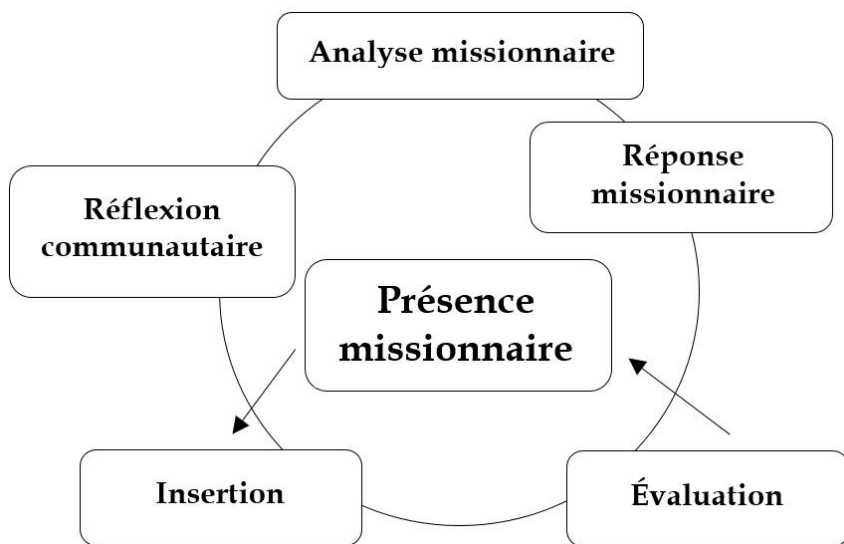 Analyse missionnaire
Réponse
missionnaire
Réflexion
communautaire
Présence
missionnaire
Insertion
Évaluation